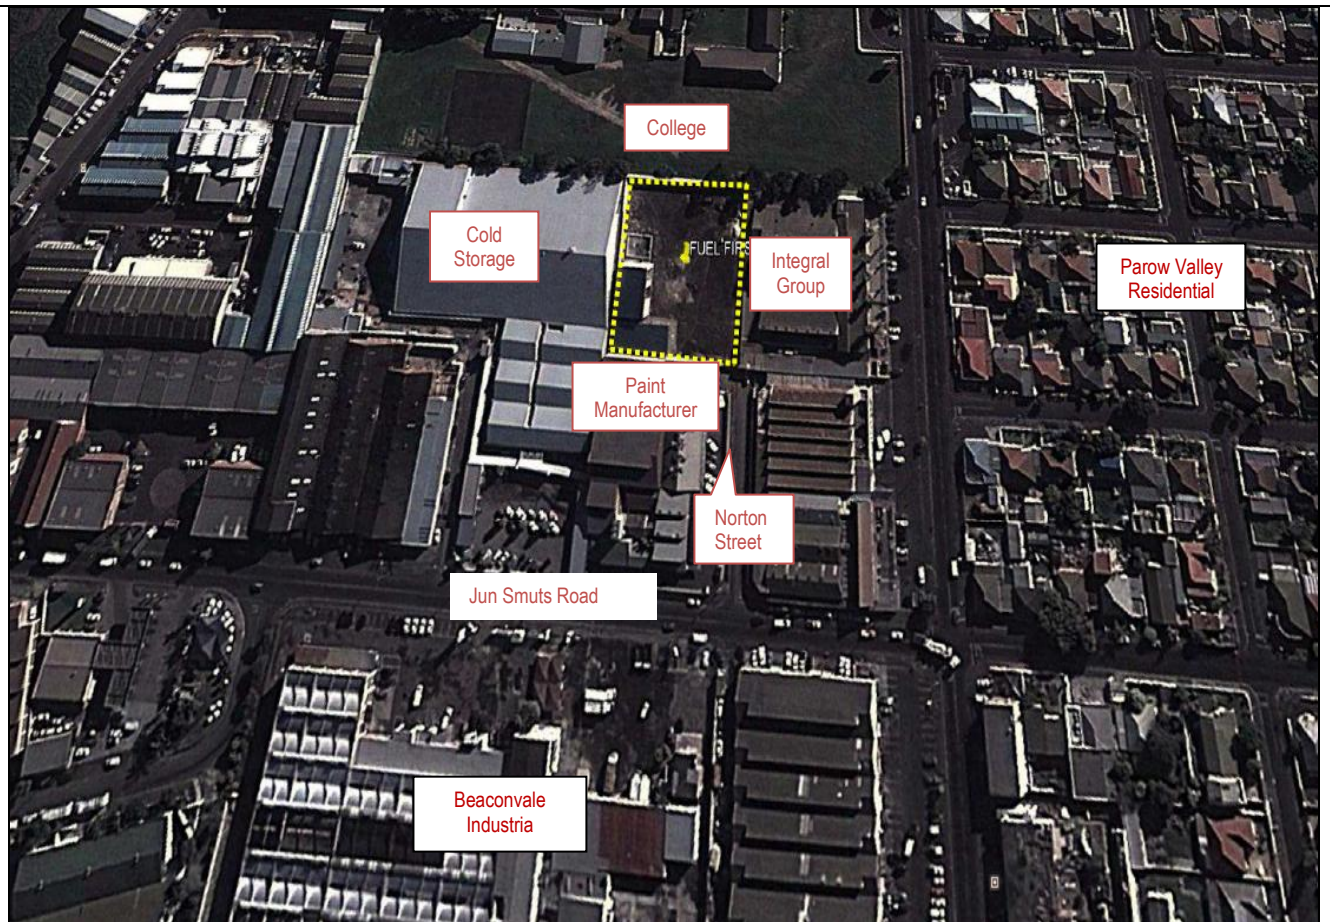 College
Cold
Storage
FUEL FIRS
Integral
Group
Parow Valley
Residential
Paint
Manufacturer
Norton
Street
Jun Smuts Road
Beaconvale
Industria